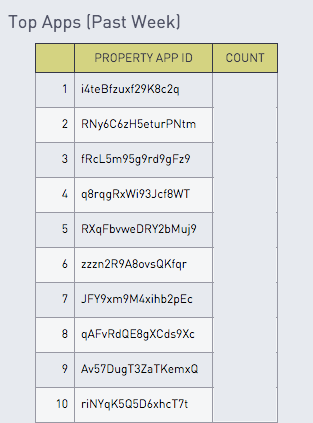 Top Apps (Past Week)
PROPERTY APP ID COUNT
1 i4teBfzuxf29K8c2q
2 RNy6C6zH5eturPNtm
3 fRcL5m95g9rd9gFz9
4 q8rqgRxWi93Jcf8WT
5 RXqFbvweDRY2bMuj9
6 zzzn2R9A8ovsQKfqr
7 JFY9xm9M4xihb2pEc
8 qAFvRdQE8gXCds9Xc
9 Av57DugT3ZaTKemxQ
10 riNYqK5Q5D6xhcT7t